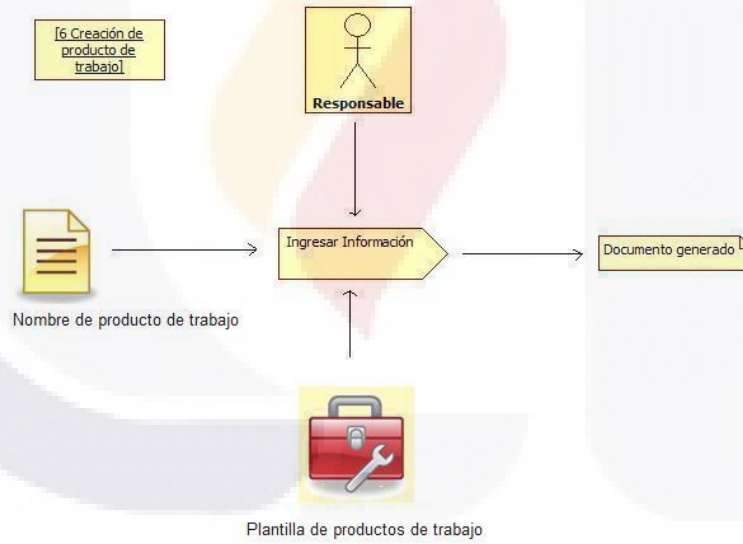 [6 Creación de
producto de
trabajo]
Responsable
Ingresar Información
Documento generado
Nombre de producto de trabajo
Plantilla de productos de trabajo